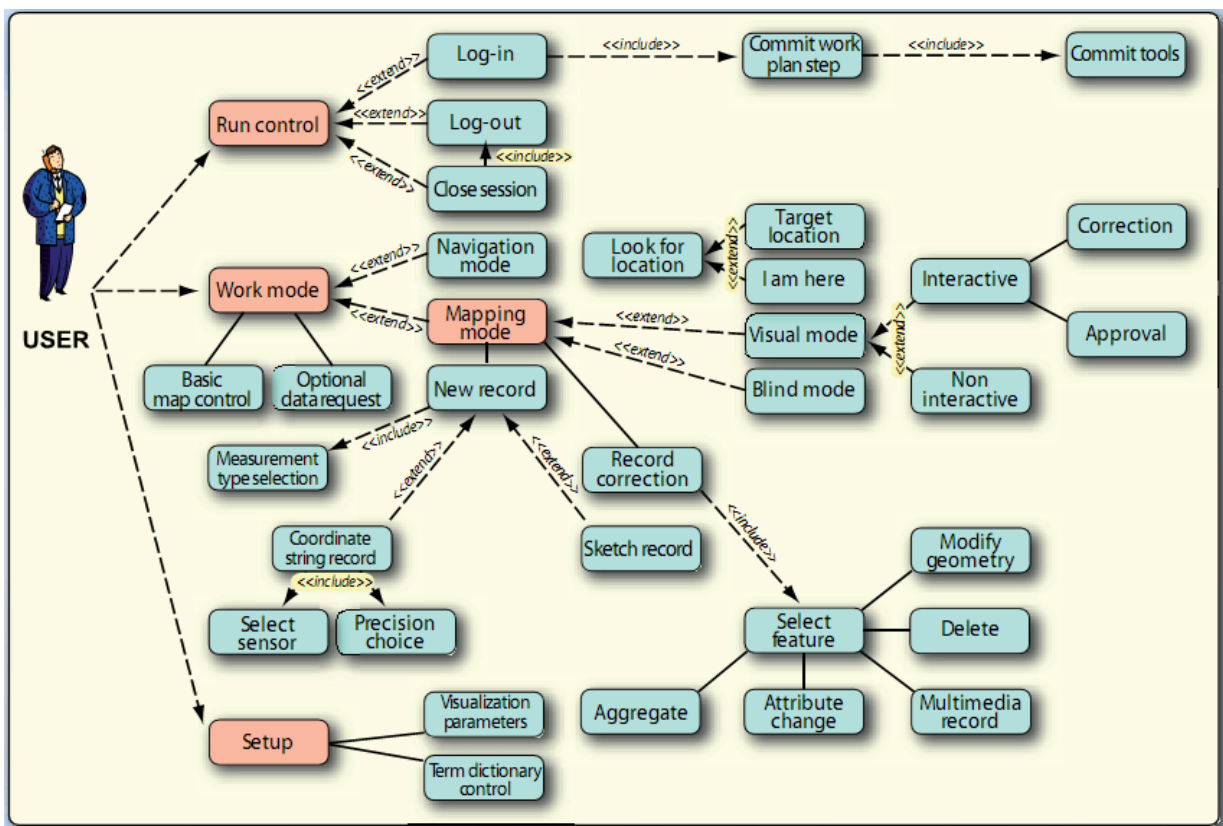 Log-in
<<include>>
Commit work
plan step
<<include>>
Commit tools
<<extend>>
Run control
<<extend>>
Log-out
<<include>>
<<extend>>
Close session
USER
Work mode
<<extend>>
Navigation
mode
<<extend>>
Mapping
mode
Basic
map control
Optional
data request
Look for
location
<<extend>>
Target
location
I am here
<<extend>>
Visual mode
<<extend>>
Blind mode
<<extend>>
Interactive
Non
interactive
Correction
Approval
New record
<<include>>
Measurement
type selection
<<extend>>
Coordinate
string record
<<include>>
Select
sensor
Precision
choice
<<extend>>
Sketch record
Record
correction
<<include>>
Select
feature
Modify
geometry
Delete
Multimedia
record
Attribute
change
Aggregate
Setup
Visualization
parameters
Term dictionary
control